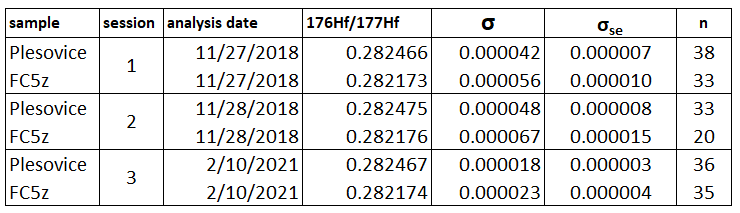 sample session analysis date 176Hf/177Hf σ σse n
Plesovice 1 11/27/2018 0.282466 0.000042 0.000007 38
FC5z 11/27/2018 0.282173 0.000056 0.000010 33
Plesovice 2 11/28/2018 0.282475 0.000048 0.000008 33
FC5z 11/28/2018 0.282176 0.000067 0.000015 20
Plesovice 3 2/10/2021 0.282467 0.000018 0.000003 36
FC5z 2/10/2021 0.282174 0.000023 0.000004 35